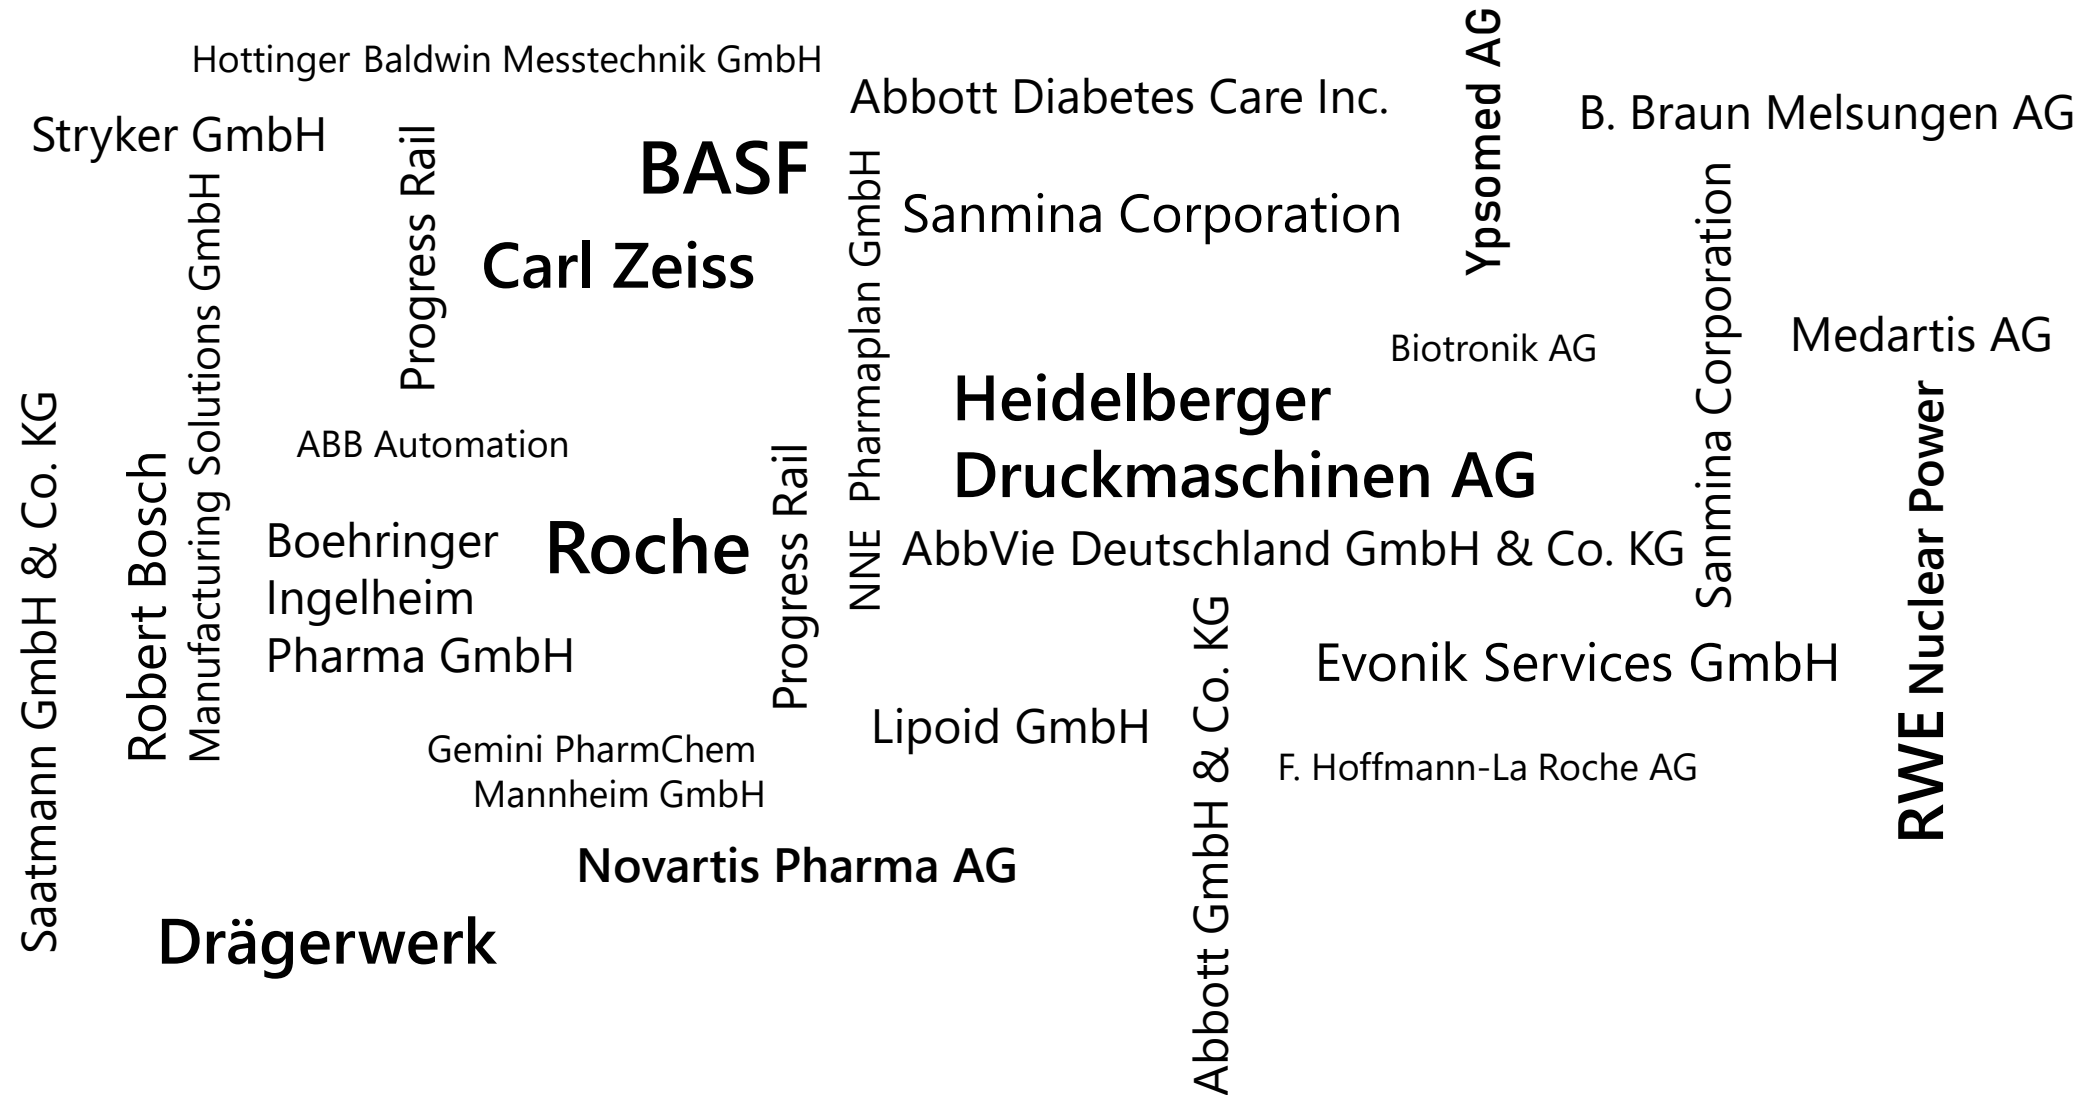 Hottinger Baldwin Messtechnik GmbH
Stryker GmbH
Progress Rail
BASF
Abbott Diabetes Care Inc.
Ypsomed AG
B. Braun Melsungen AG
Carl Zeiss
Sanmina Corporation
NNE Pharmaplan GmbH
Sanmina Corporation
Biotronik AG
Medartis AG
Heidelberger
Druckmaschinen AG
Saatmann GmbH & Co. KG
Robert Bosch
Manufacturing Solutions GmbH
ABB Automation
Boehringer
Ingelheim
Pharma GmbH
Roche
Progress Rail
AbbVie Deutschland GmbH & Co. KG
RWE Nuclear Power
Evonik Services GmbH
Lipoid GmbH
Abbott GmbH & Co. KG
Gemini PharmChem
Mannheim GmbH
F. Hoffmann-La Roche AG
Novartis Pharma AG
Drägerwerk